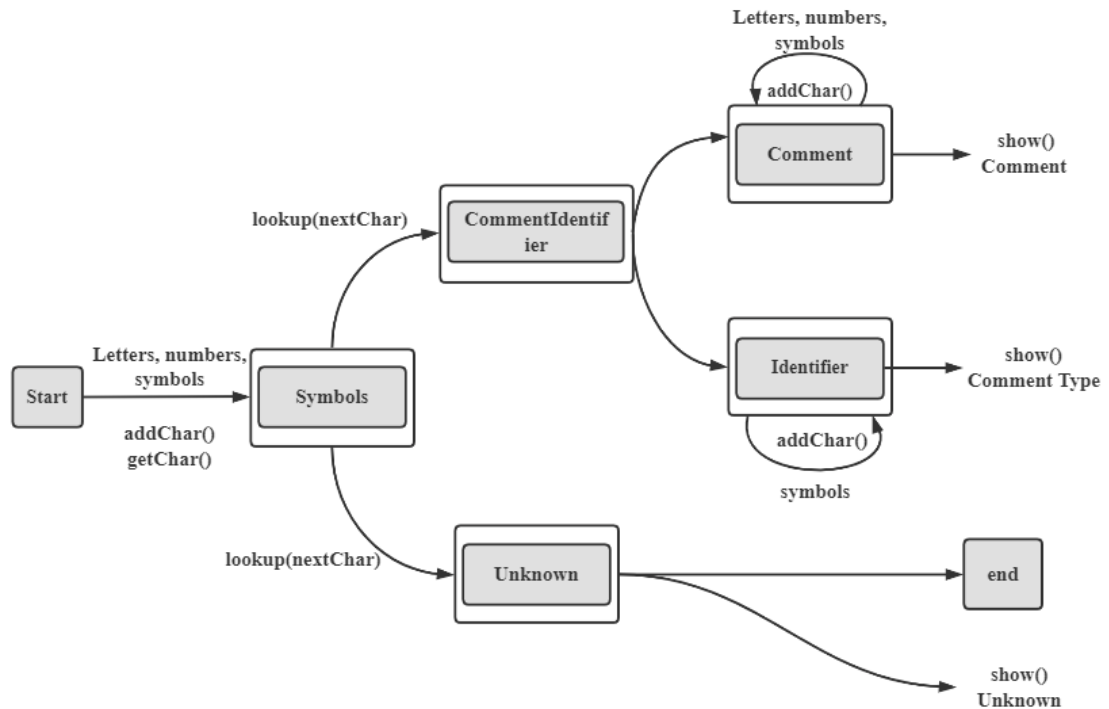 Letters, numbers,
symbols
addChar()
Comment
show()
Comment
lookup(nextChar)
CommentIdentif
ier
Letters, numbers,
symbols
Start
addChar()
getChar()
Symbols
Identifier
show()
Comment Type
addChar()
symbols
lookup(nextChar)
Unknown
end
show()
Unknown